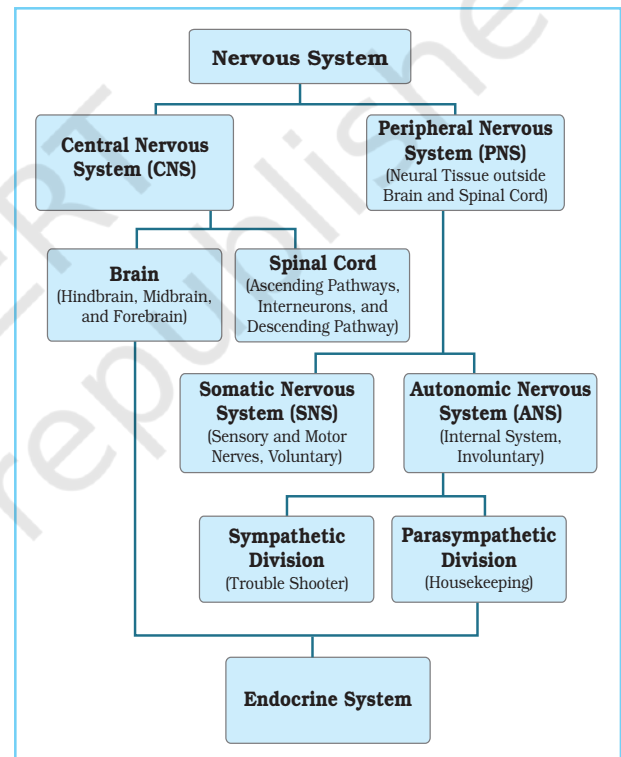 Nervous System
Central Nervous
System (CNS)
Peripheral Nervous
System (PNS)
(Neural Tissue outside
Brain and Spinal Cord)
Brain
(Hindbrain, Midbrain,
and Forebrain)
Spinal Cord
(Ascending Pathways,
Interneurons, and
Descending Pathway)
Somatic Nervous
System (SNS)
(Sensory and Motor
Nerves, Voluntary)
Autonomic Nervous
System (ANS)
(Internal System,
Involuntary)
Sympathetic
Division
(Trouble Shooter)
Parasympathetic
Division
(Housekeeping)
Endocrine System